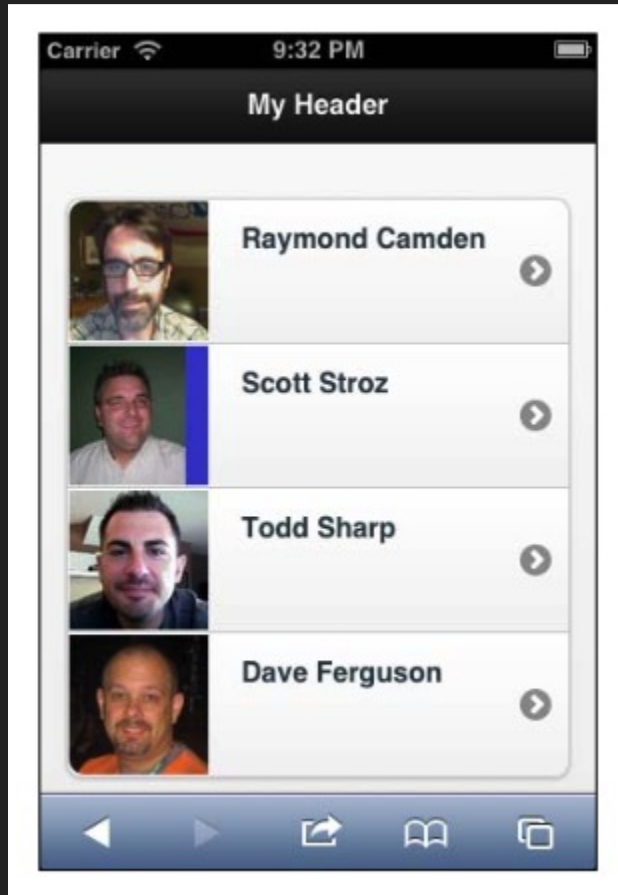 Carrier 9:32 PM
My Header
Raymond Camden
Scott Stroz
Todd Sharp
Dave Ferguson